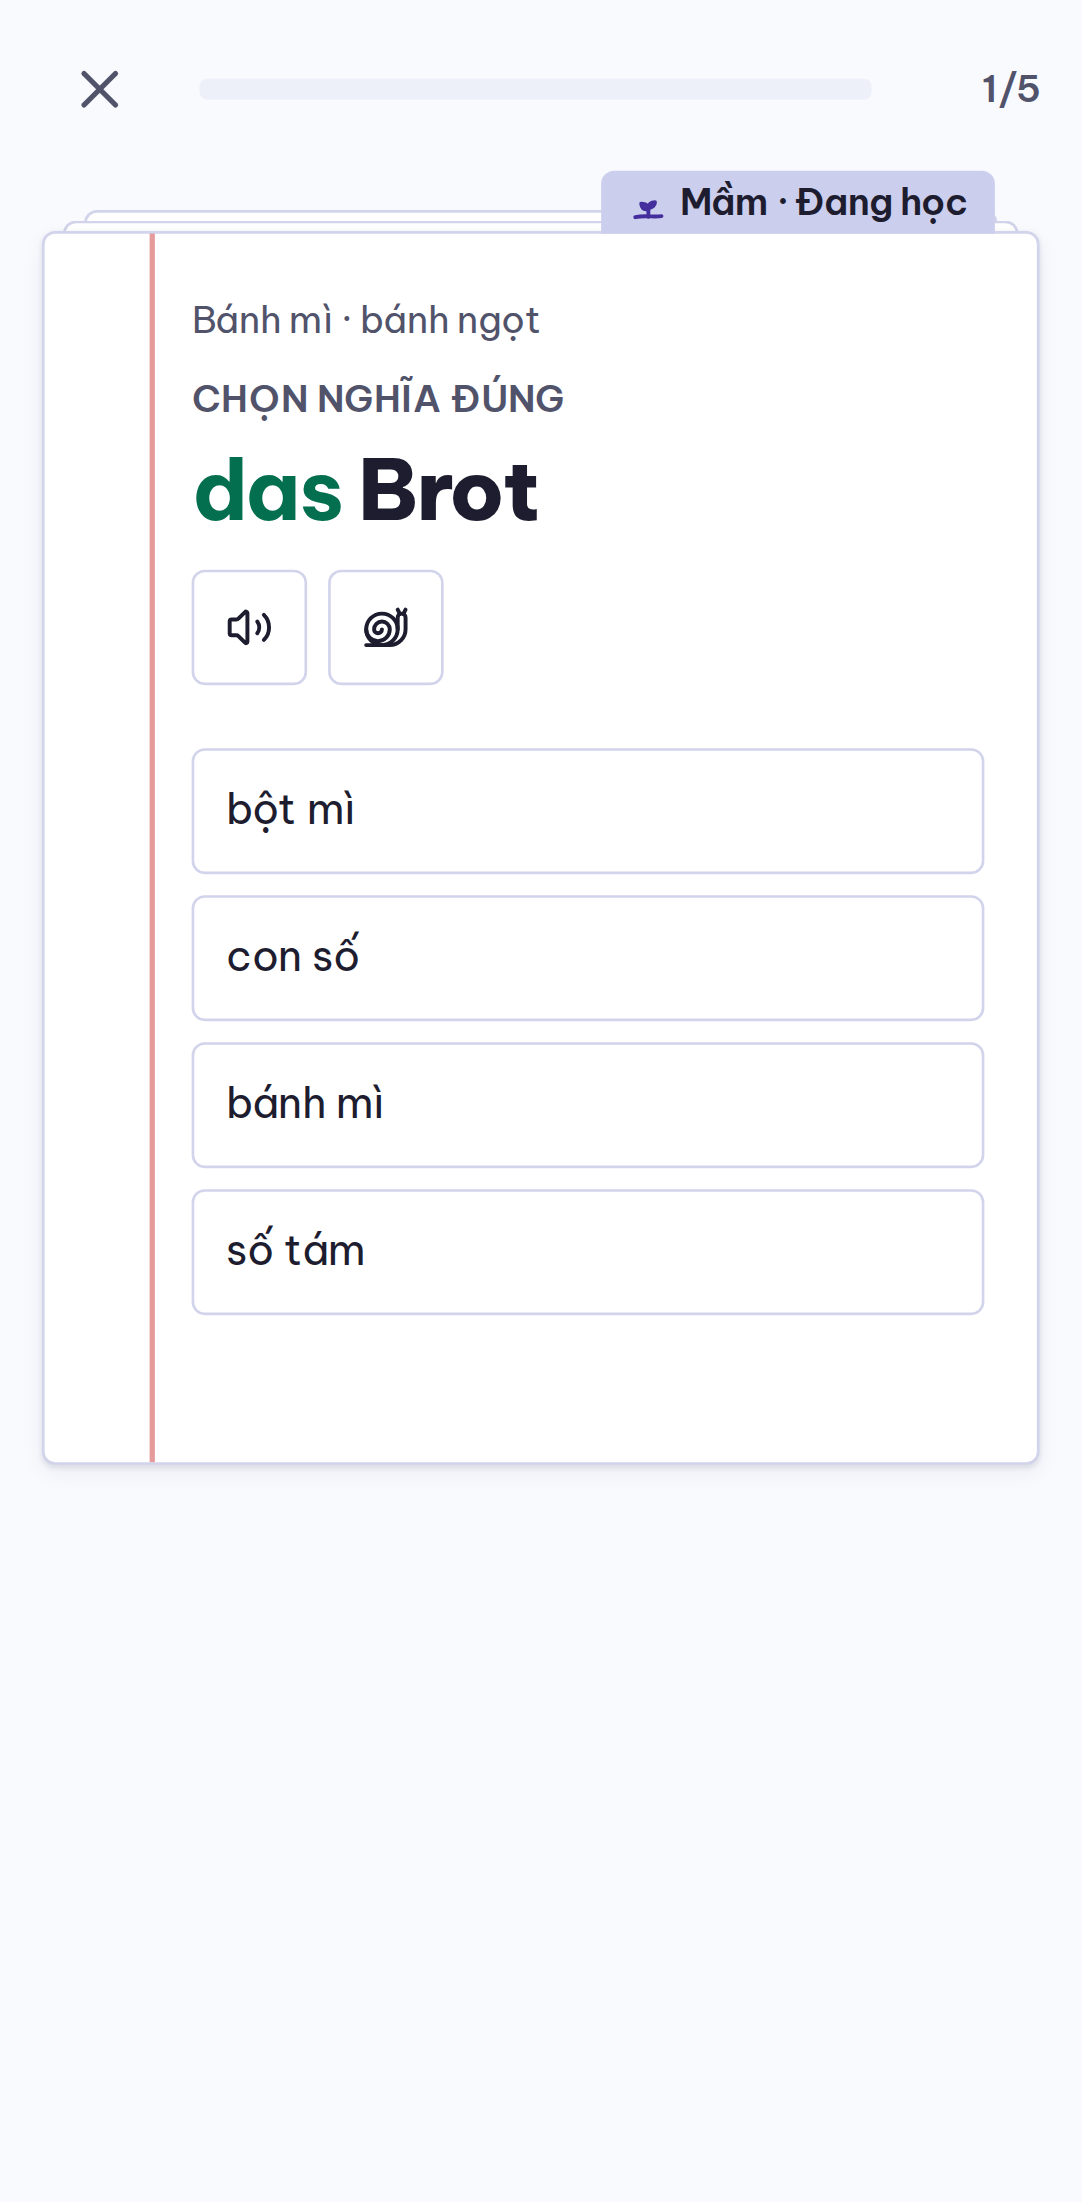 1/5
Mầm · Đang học
Bánh mì · bánh ngọt
CHỌN NGHĨA ĐÚNG
das Brot
bột mì
con số
bánh mì
số tám